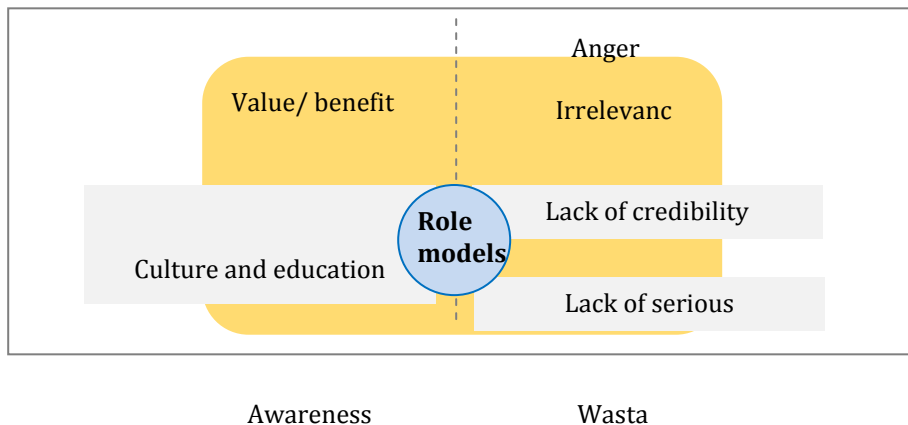 Anger
Value/ benefit
Irrelevanc
Lack of credibility
Role
models
Culture and education
Lack of serious
Awareness
Wasta